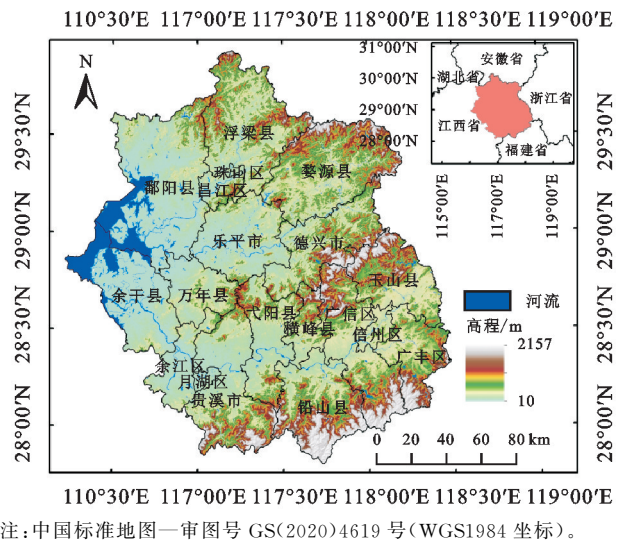 110°30′E 117°00′E 117°30′E 118°00′E 118°30′E 119°00′E
31°00′N
30°00′N
29°00′N
28°00′N
安徽省
湖北省
浙江省
江西省
福建省
115°00′E
117°00′E
119°00′E
N
29°30′N
29°00′N
28°30′N
28°00′N
29°30′N
29°00′N
28°30′N
28°00′N
浮梁县
珠山区
婺源县
鄱阳县
昌江区
乐平市
德兴市
玉山县
余干县
万年县
弋阳县
广信区
横峰县
信州区
广丰区
余江区
月湖区
贵溪市
铅山县
河流
高程/m
2157
10
0 20 40 60 80 km
110°30′E 117°00′E 117°30′E 118°00′E 118°30′E 119°00′E
注:中国标准地图—审图号 GS(2020)4619 号(WGS1984 坐标)。